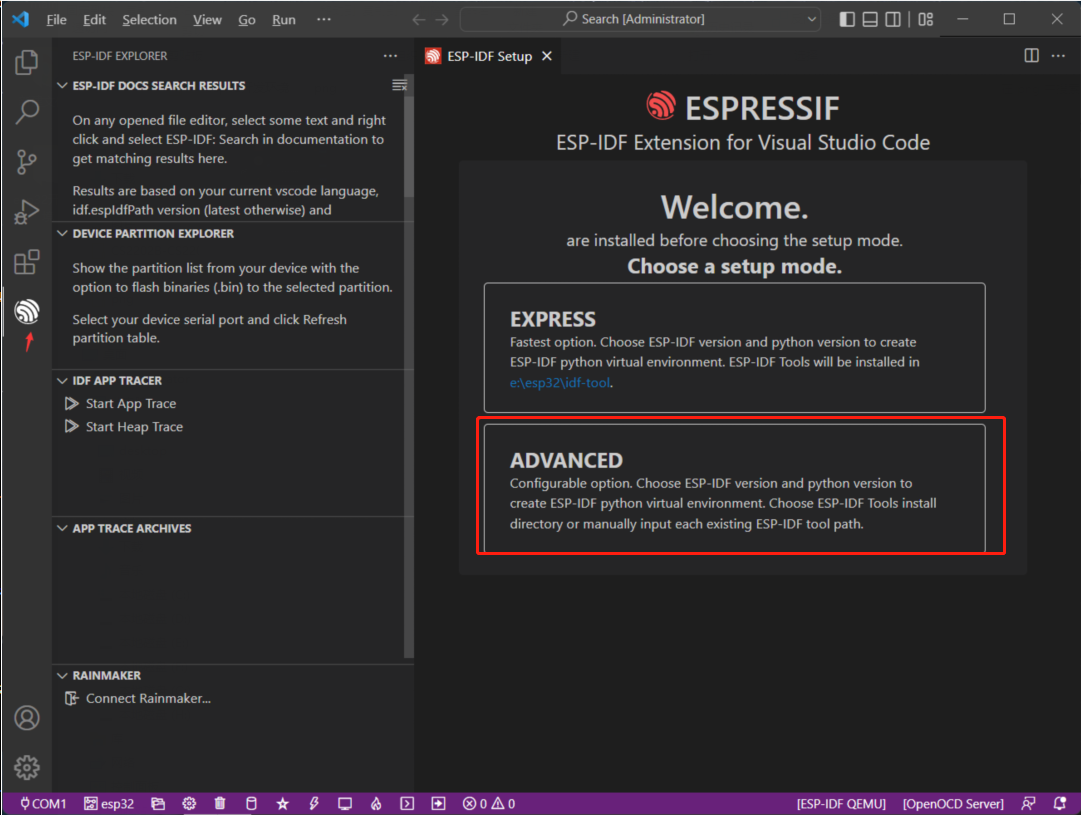 File Edit Selection View Go Run ··· Search [Administrator]
ESP-IDF EXPLORER
ESP-IDF Setup
ESP-IDF DOCS SEARCH RESULTS
On any opened file editor, select some text and right
click and select ESP-IDF: Search in documentation to
get matching results here.
Results are based on your current vscode language,
idf.espIdfPath version (latest otherwise) and
DEVICE PARTITION EXPLORER
Show the partition list from your device with the
option to flash binaries (.bin) to the selected partition.
Select your device serial port and click Refresh
partition table.
IDF APP TRACER
Start App Trace
Start Heap Trace
APP TRACE ARCHIVES
RAINMAKER
Connect Rainmaker...
ESPRESSIF
ESP-IDF Extension for Visual Studio Code
Welcome.
are installed before choosing the setup mode.
Choose a setup mode.
EXPRESS
Fastest option. Choose ESP-IDF version and python version to create
ESP-IDF python virtual environment. ESP-IDF Tools will be installed in
e:\esp32\idf-tool.
ADVANCED
Configurable option. Choose ESP-IDF version and python version to
create ESP-IDF python virtual environment. Choose ESP-IDF Tools install
directory or manually input each existing ESP-IDF tool path.
COM1 esp32 0 0 [ESP-IDF QEMU] [OpenOCD Server]